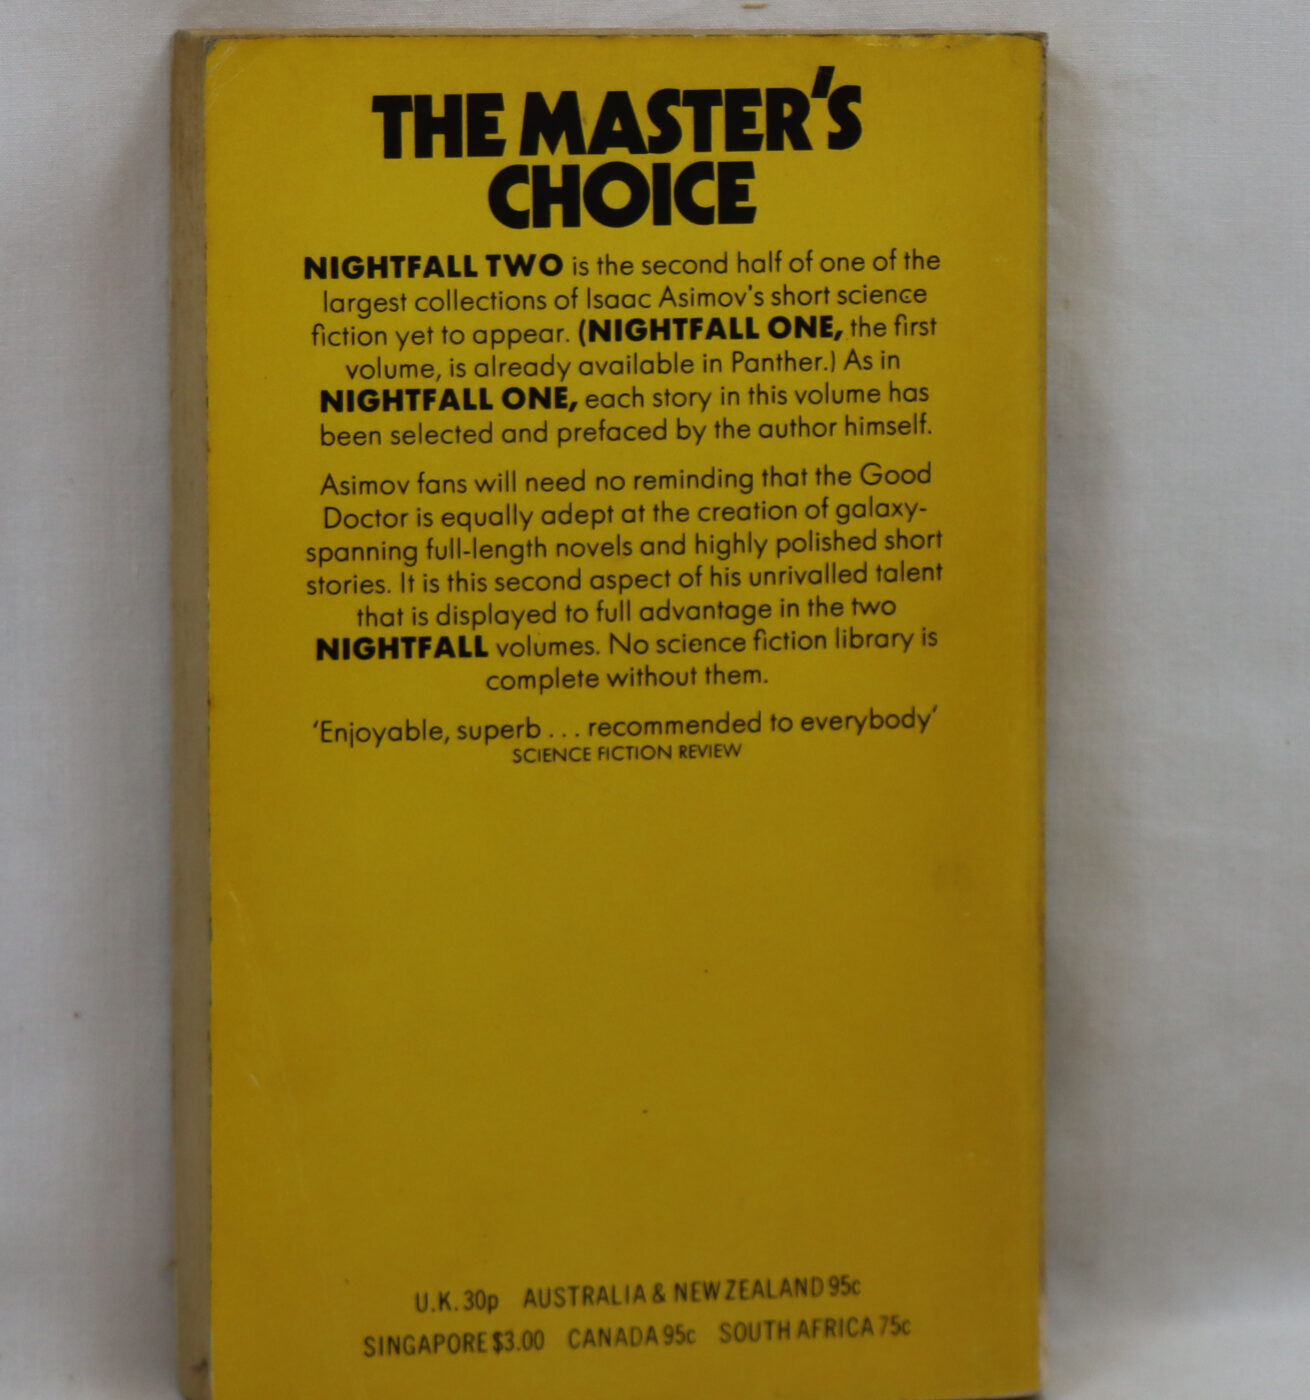 THE MASTER'S
CHOICE
NIGHTFALL TWO is the second half of one of the
largest collections of Isaac Asimov's short science
fiction yet to appear. (NIGHTFALL ONE, the first
volume, is already available in Panther.) As in
NIGHTFALL ONE, each story in this volume has
been selected and prefaced by the author himself.
Asimov fans will need no reminding that the Good
Doctor is equally adept at the creation of galaxy-
spanning full-length novels and highly polished short
stories. It is this second aspect of his unrivalled talent
that is displayed to full advantage in the two
NIGHTFALL volumes. No science fiction library is
complete without them.
'Enjoyable, superb . . . recommended to everybody'
SCIENCE FICTION REVIEW
U.K. 30p AUSTRALIA & NEW ZEALAND 95c
SINGAPORE $3.00 CANADA 95c SOUTH AFRICA 75c